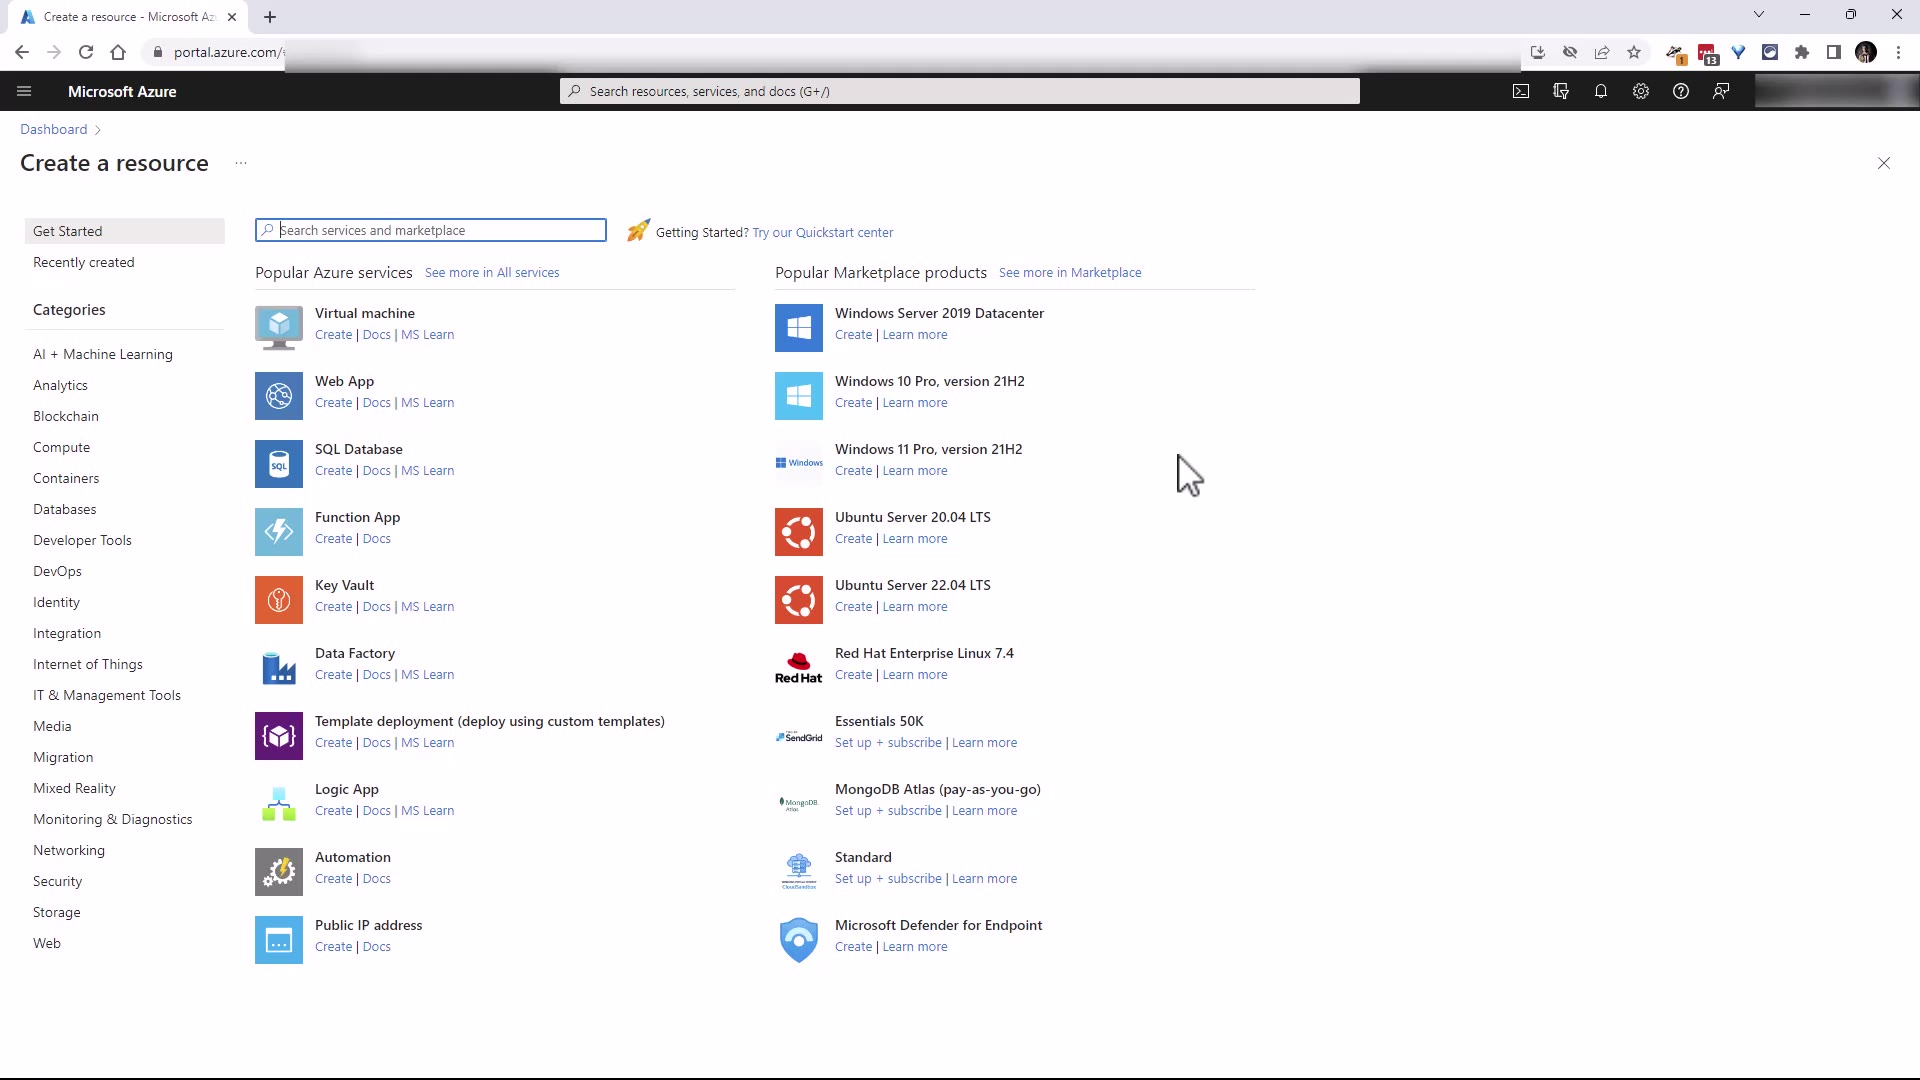 Create a resource - Microsoft Az
portal.azure.com/
1
13
Microsoft Azure
Search resources, services, and docs (G+/)
Dashboard
Create a resource
...
Get Started
Recently created
Categories
AI + Machine Learning
Analytics
Blockchain
Compute
Containers
Databases
Developer Tools
DevOps
Identity
Integration
Internet of Things
IT & Management Tools
Media
Migration
Mixed Reality
Monitoring & Diagnostics
Networking
Security
Storage
Web
Search services and marketplace
Getting Started? Try our Quickstart center
Popular Azure services See more in All services
Virtual machine
Create | Docs | MS Learn
Web App
Create | Docs | MS Learn
SQL
SQL Database
Create | Docs | MS Learn
Function App
Create | Docs
Key Vault
Create | Docs | MS Learn
Data Factory
Create | Docs | MS Learn
Template deployment (deploy using custom templates)
Create | Docs | MS Learn
Logic App
Create | Docs | MS Learn
Automation
Create | Docs
Public IP address
Create | Docs
Popular Marketplace products See more in Marketplace
Windows Server 2019 Datacenter
Create | Learn more
Windows 10 Pro, version 21H2
Create | Learn more
Windows
Windows 11 Pro, version 21H2
Create | Learn more
Ubuntu Server 20.04 LTS
Create | Learn more
Ubuntu Server 22.04 LTS
Create | Learn more
Red Hat
Red Hat Enterprise Linux 7.4
Create | Learn more
SendGrid
Essentials 50K
Set up + subscribe | Learn more
MongoDB.
Atlas
MongoDB Atlas (pay-as-you-go)
Set up + subscribe | Learn more
CloudSandbox
Standard
Set up + subscribe | Learn more
Microsoft Defender for Endpoint
Create | Learn more